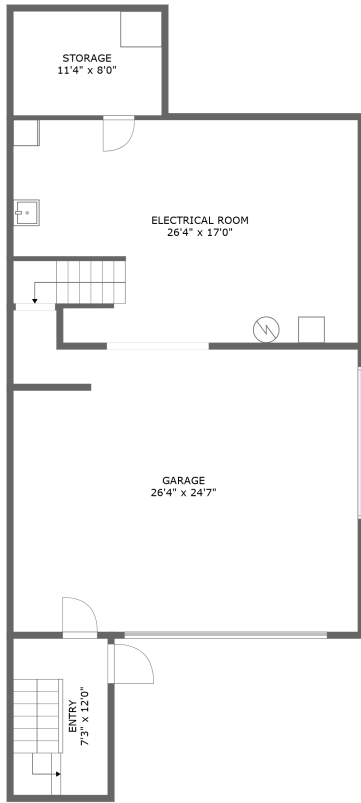 STORAGE
11'4" x 8'0"
ELECTRICAL ROOM
26'4" x 17'0"
GARAGE
26'4" x 24'7"
ENTRY
7'3" x 12'0"